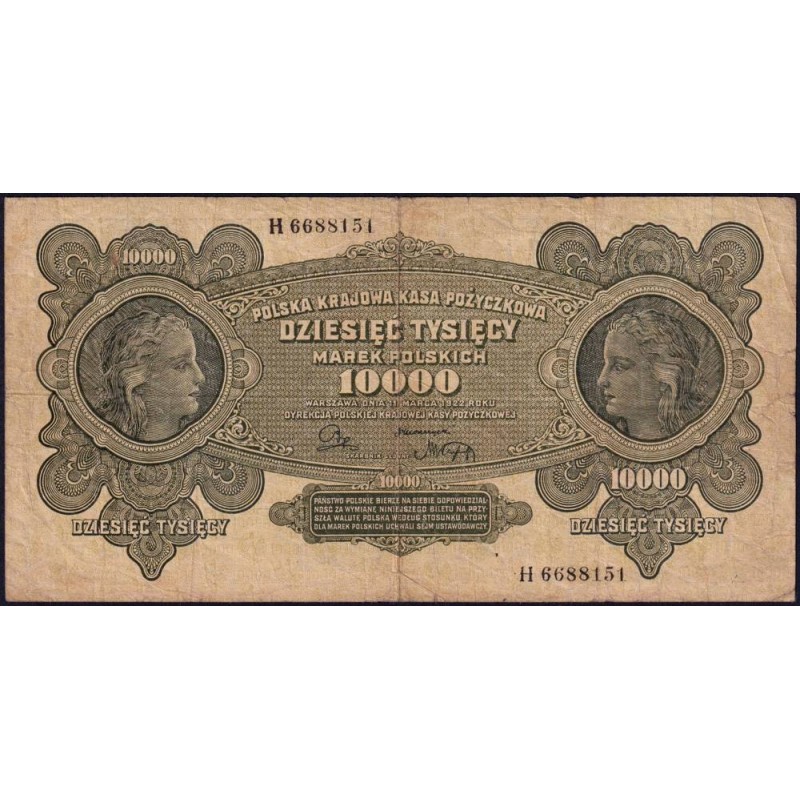 H 6688151
10000
POLSKA KRAJOWA KASA POŻYCZKOWA
DZIESIĘĆ TYSIĘCY
MAREK POLSKICH
10000
WARSZAWA DNIA 11 MARCA 1922 ROKU
DYREKCJA POLSKIEJ KRAJOWEJ KASY POŻYCZKOWEJ
10000
10000
PAŃSTWO POLSKIE BIERZE NA SIEBIE ODPOWIEDZIAL-
NOŚĆ ZA WYMIANĘ NINIEJSZEGO BILETU NA PRZY-
SZŁĄ WALUTĘ POLSKĄ WEDŁUG STOSUNKU, KTÓRY
DLA MAREK POLSKICH UCHWALI SEJM USTAWODAWCZY
DZIESIĘĆ TYSIĘCY
DZIESIĘĆ TYSIĘCY
H 6688151